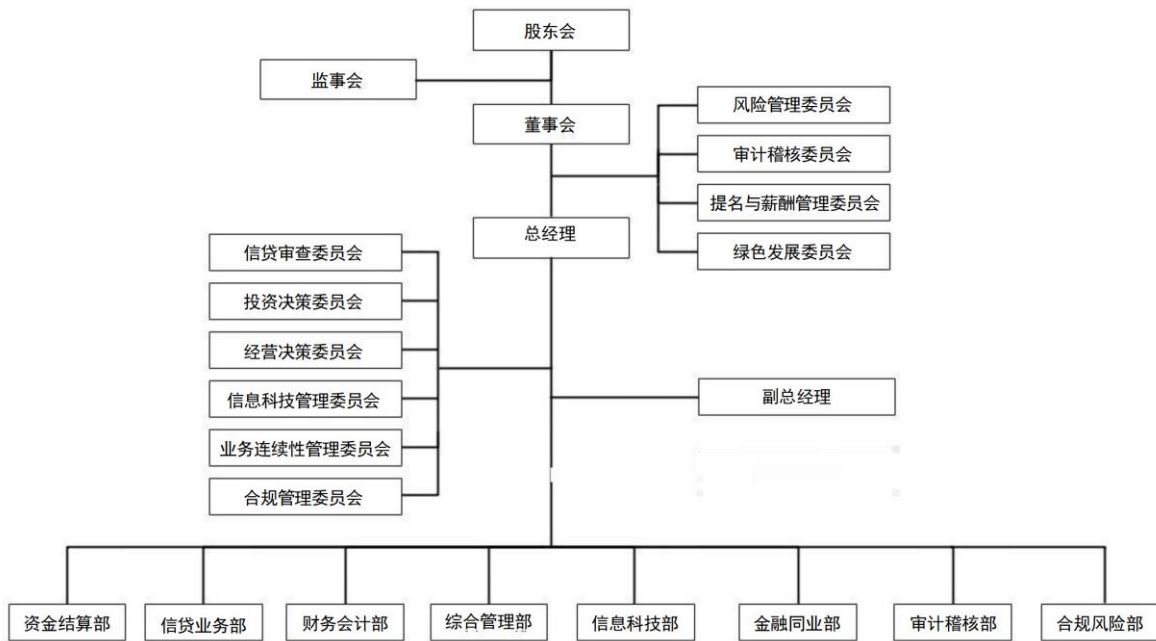 股东会
监事会
董事会
风险管理委员会
审计稽核委员会
提名与薪酬管理委员会
绿色发展委员会
总经理
信贷审查委员会
投资决策委员会
经营决策委员会
信息科技管理委员会
业务连续性管理委员会
合规管理委员会
副总经理
资金结算部
信贷业务部
财务会计部
综合管理部
信息科技部
金融同业部
审计稽核部
合规风险部